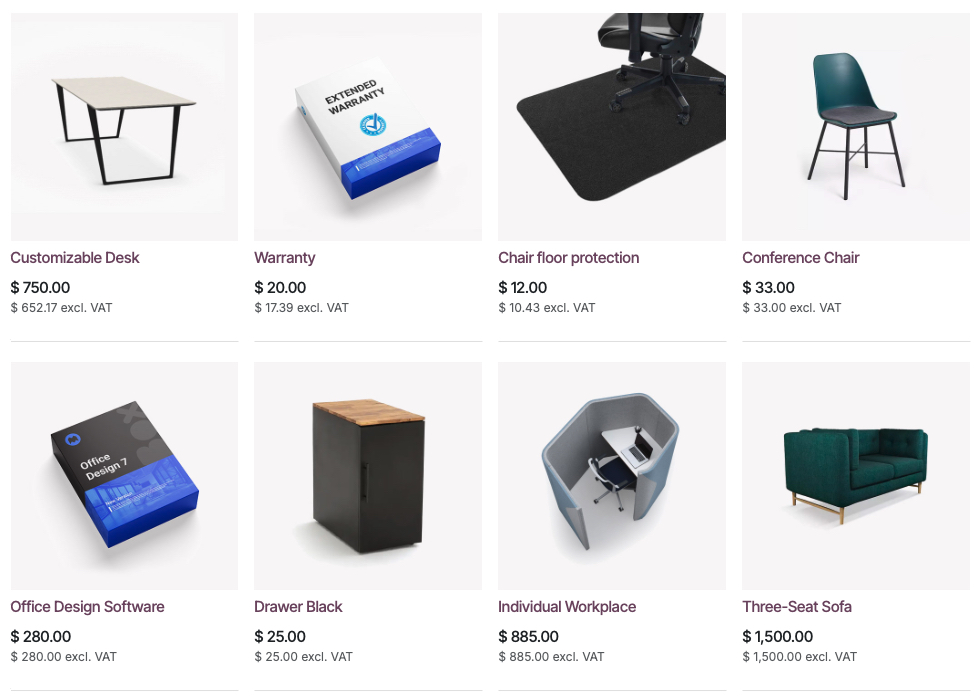 EXTENDED
WARRANTY
Customizable Desk
$ 750.00
$ 652.17 excl. VAT
Warranty
$ 20.00
$ 17.39 excl. VAT
Chair floor protection
$ 12.00
$ 10.43 excl. VAT
Conference Chair
$ 33.00
$ 33.00 excl. VAT
Office
Design 7
Office Design Software
$ 280.00
$ 280.00 excl. VAT
Drawer Black
$ 25.00
$ 25.00 excl. VAT
Individual Workplace
$ 885.00
$ 885.00 excl. VAT
Three-Seat Sofa
$ 1,500.00
$ 1,500.00 excl. VAT